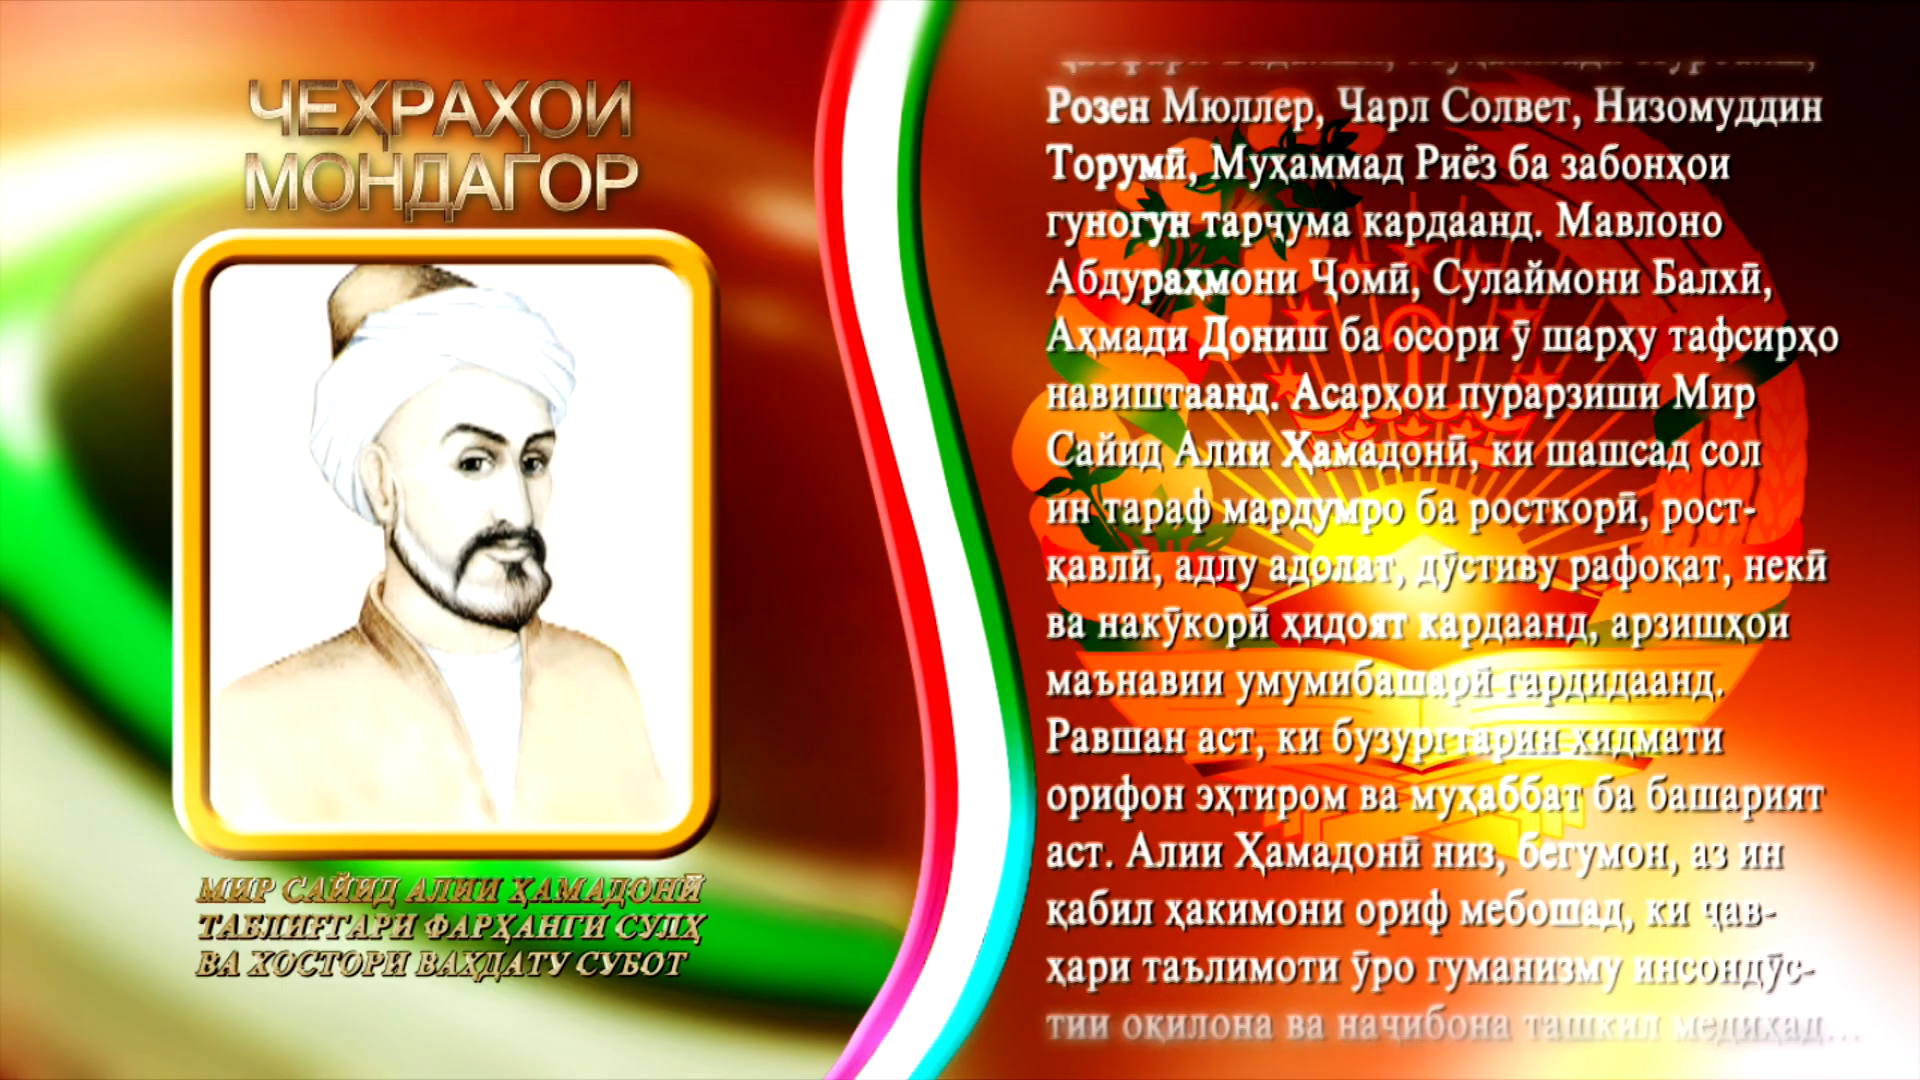 ЧЕҲРАҲОИ
МОНДАГОР
МИР САЙИД АЛИИ ҲАМАДОНӢ
ТАБЛИҒГАРИ ФАРҲАНГИ СУЛҲ
ВА ХОСТОРИ ВАҲДАТУ СУБОТ
Розен Мюллер, Чарл Солвет, Низомуддин
Торумӣ, Муҳаммад Риёз ба забонҳои
гуногун тарҷума кардаанд. Мавлоно
Абдураҳмони Ҷомӣ, Сулаймони Балхӣ,
Аҳмади Дониш ба осори ӯ шарҳу тафсирҳо
навиштаанд. Асарҳои пурарзиши Мир
Сайид Алии Ҳамадонӣ, ки шашсад сол
ин тараф мардумро ба росткорӣ, рост-
қавлӣ, адлу адолат, дӯстиву рафоқат, некӣ
ва накӯкорӣ ҳидоят кардаанд, арзишҳои
маънавии умумибашарӣ гардидаанд.
Равшан аст, ки бузургтарин хидмати
орифон эҳтиром ва муҳаббат ба башарият
аст. Алии Ҳамадонӣ низ, бегумон, аз ин
қабил ҳакимони ориф мебошад, ки ҷав-
ҳари таълимоти ӯро гуманизму инсондӯс-
тии оқилона ва наҷибона ташкил медиҳад...